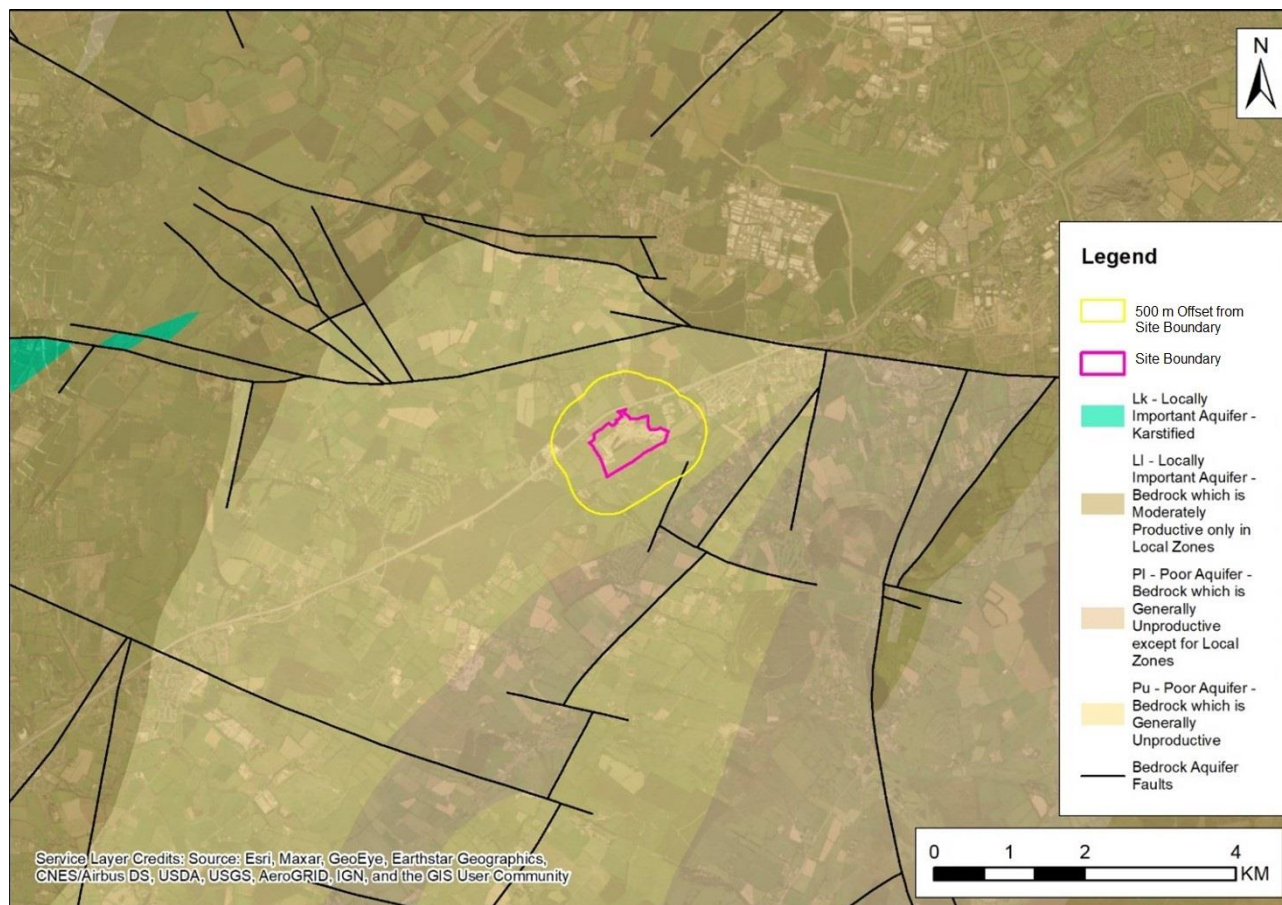 N
Legend
500 m Offset from
Site Boundary
Site Boundary
Lk - Locally
Important Aquifer -
Karstified
Ll - Locally
Important Aquifer -
Bedrock which is
Moderately
Productive only in
Local Zones
Pl - Poor Aquifer -
Bedrock which is
Generally
Unproductive
except for Local
Zones
Pu - Poor Aquifer -
Bedrock which is
Generally
Unproductive
Bedrock Aquifer
Faults
Service Layer Credits: Source: Esri, Maxar, GeoEye, Earthstar Geographics,
CNES/Airbus DS, USDA, USGS, AeroGRID, IGN, and the GIS User Community
0 1 2 4
KM